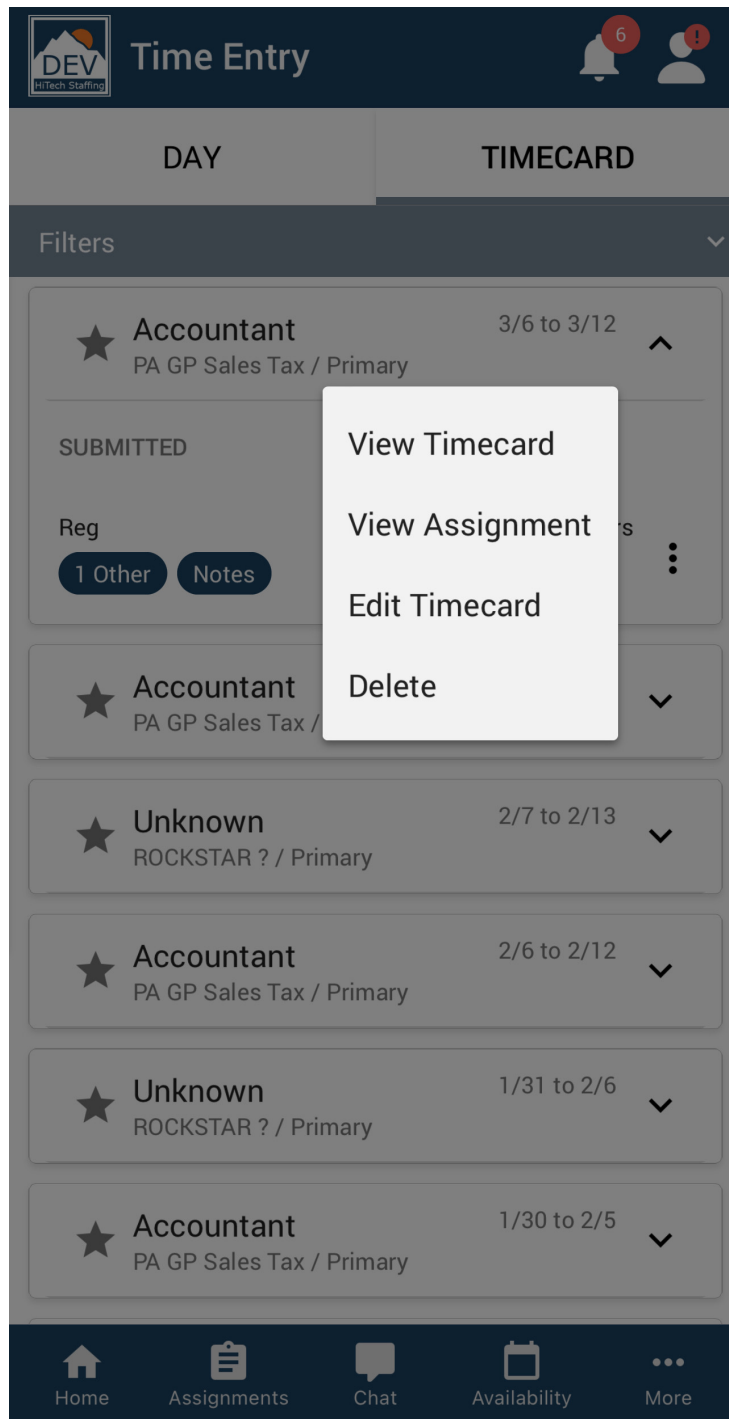 DEV
HiTech Staffing
Time Entry
6
!
DAY
TIMECARD
Filters
Accountant
3/6 to 3/12
PA GP Sales Tax / Primary
SUBMITTED
View Timecard
View Assignment
Edit Timecard
Delete
Reg
rs
1 Other
Notes
Accountant
PA GP Sales Tax /
Unknown
2/7 to 2/13
ROCKSTAR ? / Primary
Accountant
2/6 to 2/12
PA GP Sales Tax / Primary
Unknown
1/31 to 2/6
ROCKSTAR ? / Primary
Accountant
1/30 to 2/5
PA GP Sales Tax / Primary
Home
Assignments
Chat
Availability
More